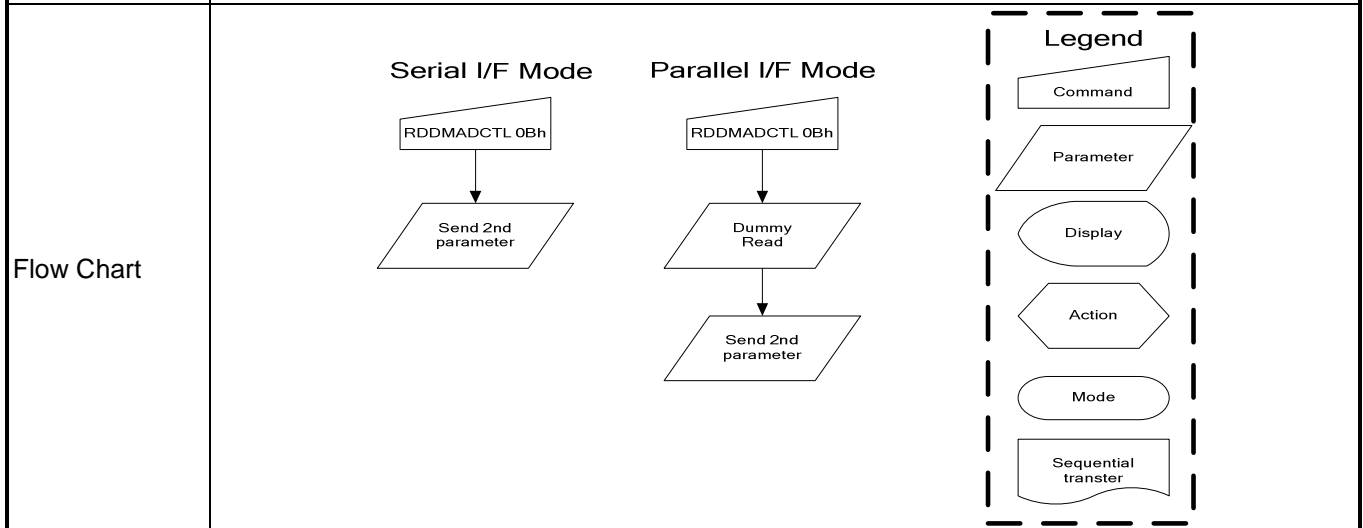 Flow Chart
Serial I/F Mode
RDDMADCTL 0Bh
Send 2nd
parameter
Parallel I/F Mode
RDDMADCTL 0Bh
Dummy
Read
Send 2nd
parameter
Legend
Command
Parameter
Display
Action
Mode
Sequential
transter